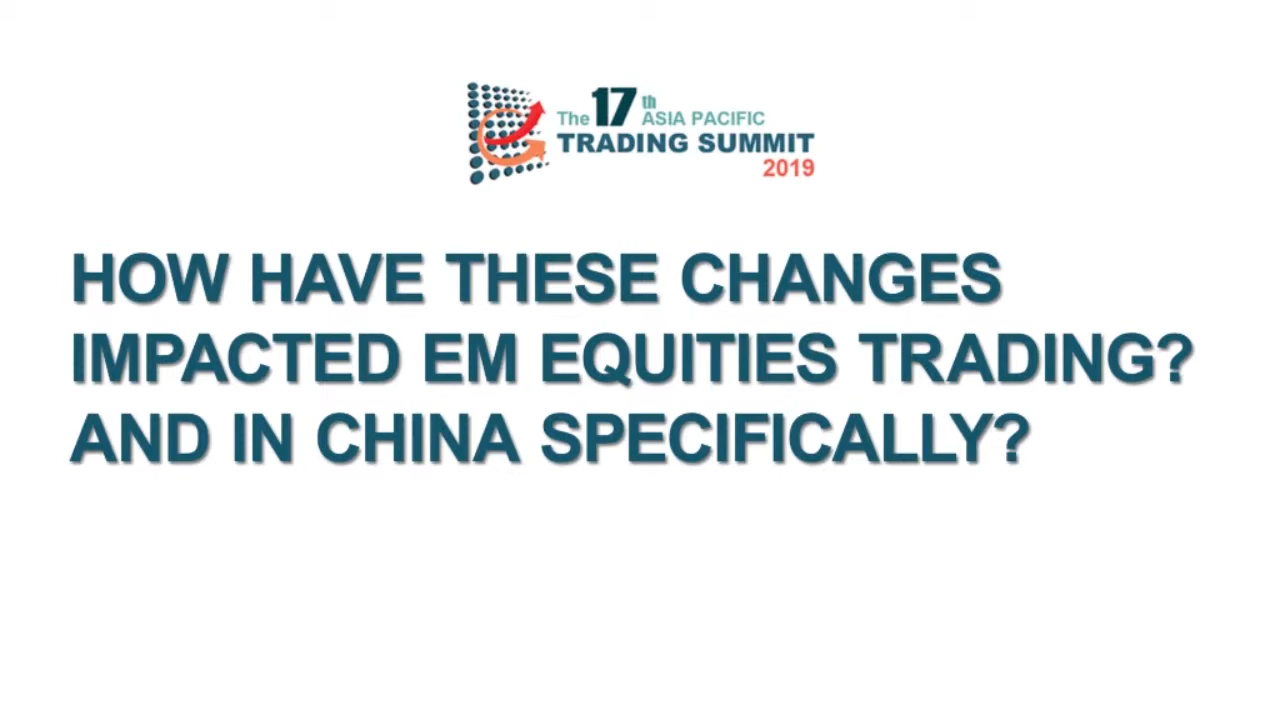 The 17th ASIA PACIFIC
TRADING SUMMIT
2019
HOW HAVE THESE CHANGES
IMPACTED EM EQUITIES TRADING?
AND IN CHINA SPECIFICALLY?